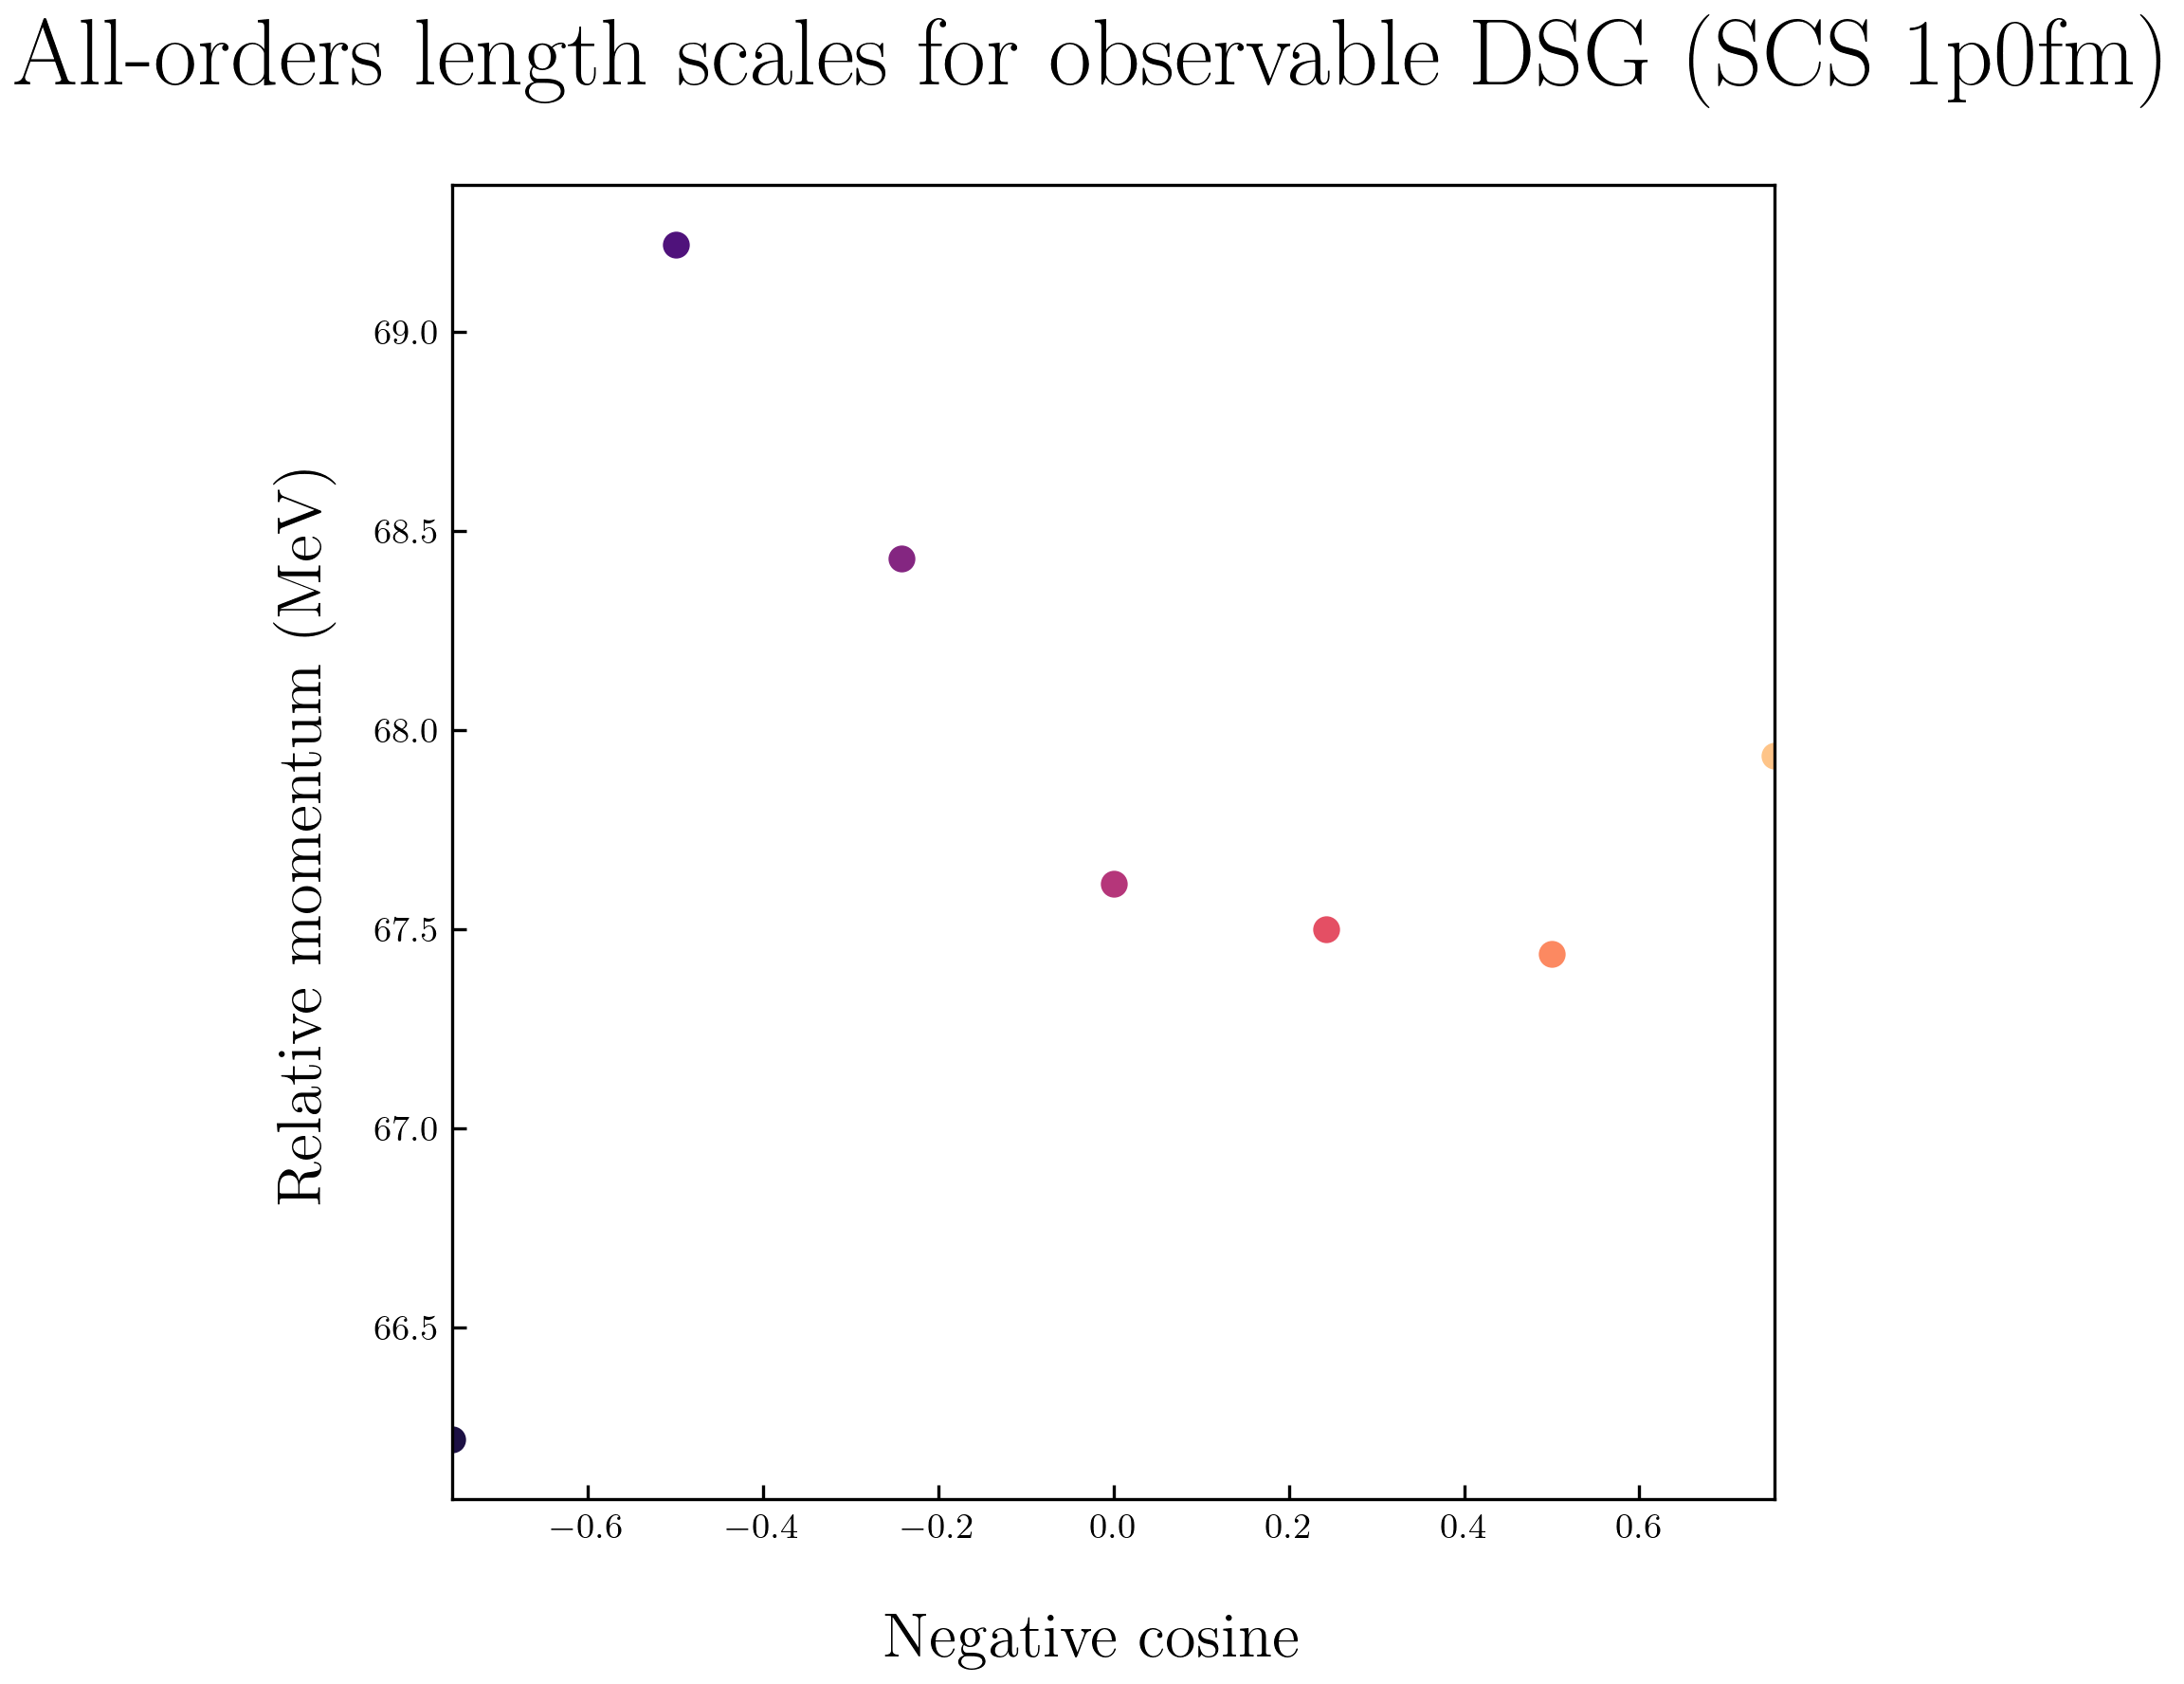 All-orders length scales for observable DSG (SCS 1p0fm)
Relative momentum (MeV)
69.0
68.5
68.0
67.5
67.0
66.5
−0.6 −0.4 −0.2 0.0 0.2 0.4 0.6
Negative cosine